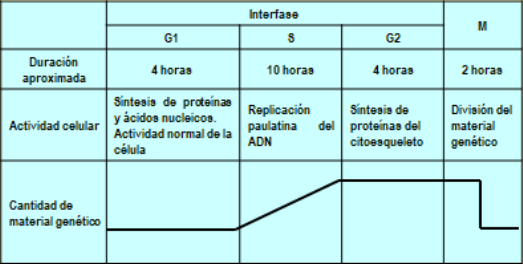 Interfase
M
G1 S G2
Duración aproximada
4 horas 10 horas 4 horas 2 horas
Actividad celular
Síntesis de proteínas
y ácidos nucleicos.
Actividad normal de la
célula
Replicación
paulatina del
ADN
Síntesis de
proteínas del
citoesqueleto
División del
material
genético
Cantidad de
material genético